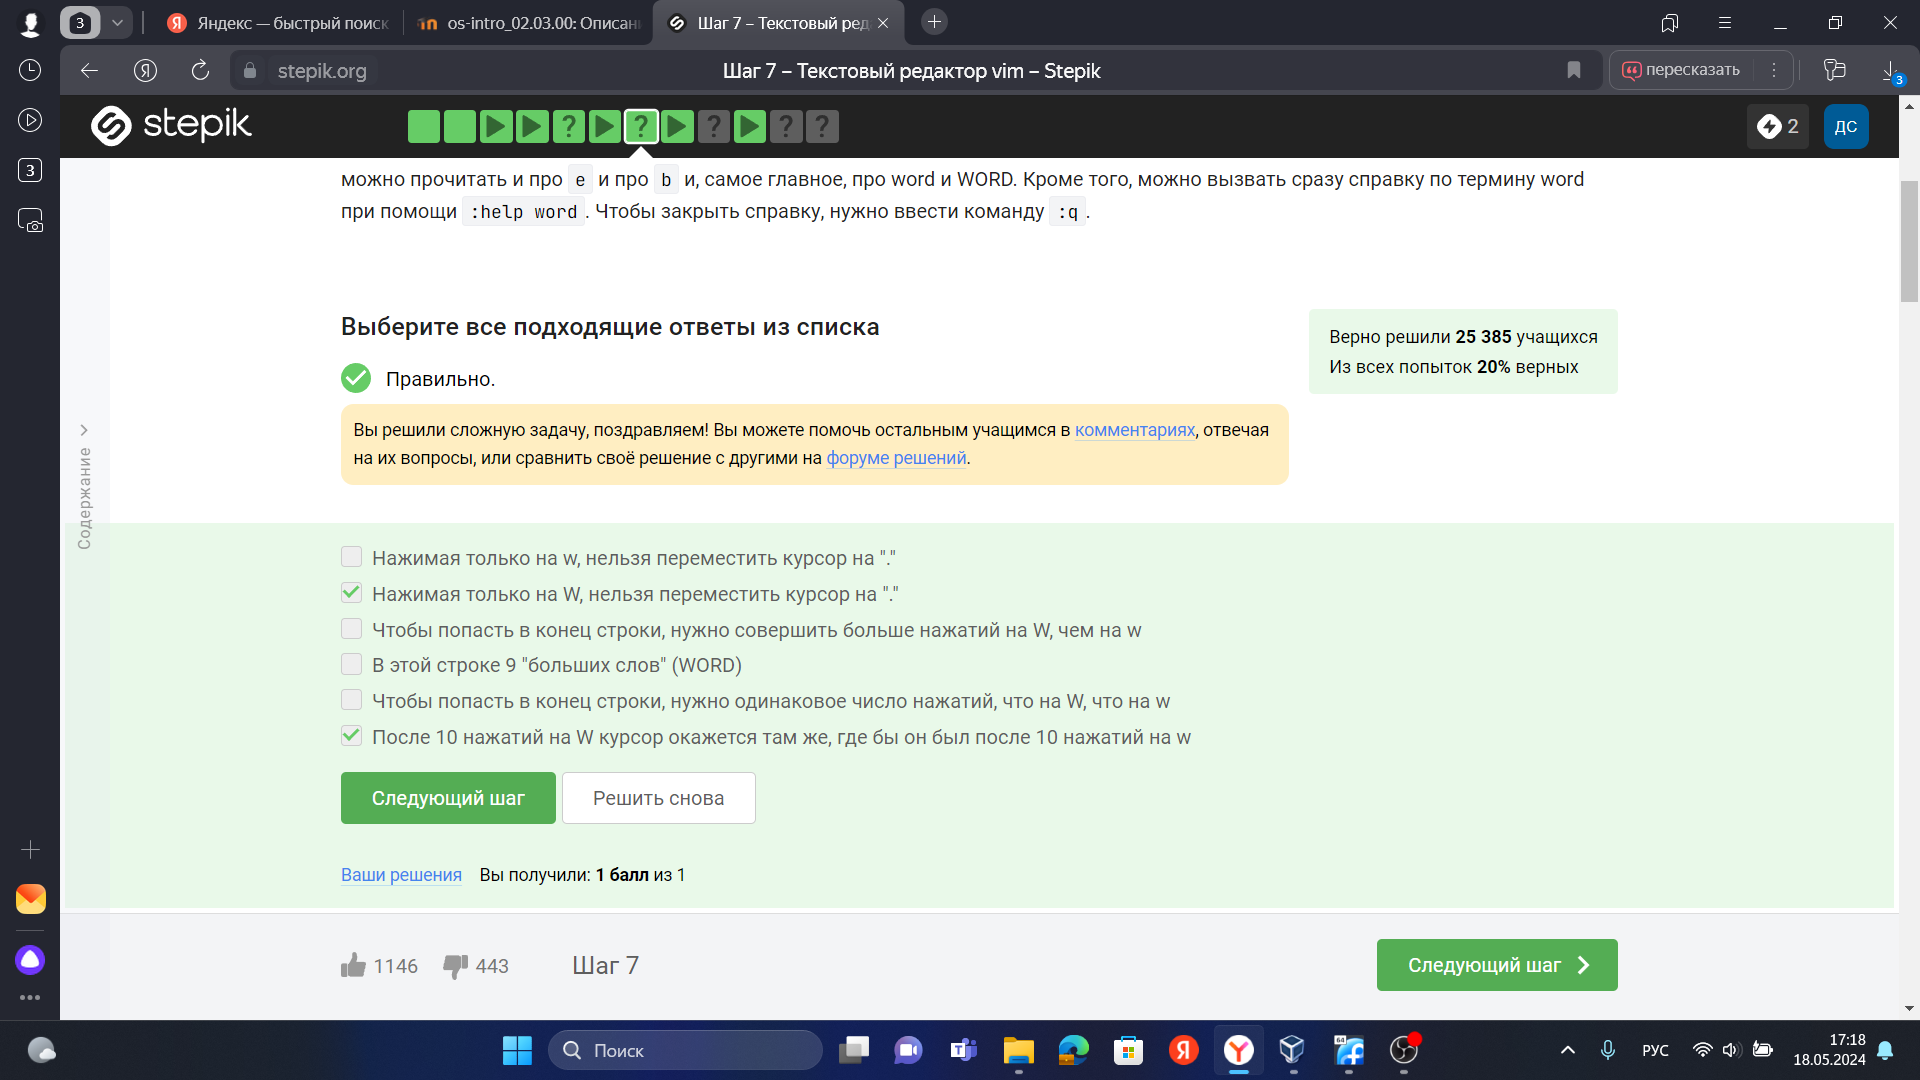 3
Яндекс — быстрый поиск
os-intro_02.03.00: Описан
Шаг 7 – Текстовый ред
stepik.org
Шаг 7 – Текстовый редактор vim – Stepik
пересказать
3
3
stepik
? ? ? ? ?
2
ДС
можно прочитать и про e и про b и, самое главное, про word и WORD. Кроме того, можно вызвать сразу справку по термину word
при помощи :help word. Чтобы закрыть справку, нужно ввести команду :q.
Выберите все подходящие ответы из списка
Верно решили 25 385 учащихся
Из всех попыток 20% верных
Правильно.
Вы решили сложную задачу, поздравляем! Вы можете помочь остальным учащимся в комментариях, отвечая
на их вопросы, или сравнить своё решение с другими на форуме решений.
Содержание
Нажимая только на w, нельзя переместить курсор на "."
Нажимая только на W, нельзя переместить курсор на "."
Чтобы попасть в конец строки, нужно совершить больше нажатий на W, чем на w
В этой строке 9 "больших слов" (WORD)
Чтобы попасть в конец строки, нужно одинаковое число нажатий, что на W, что на w
После 10 нажатий на W курсор окажется там же, где бы он был после 10 нажатий на w
Следующий шаг
Решить снова
Ваши решения
Вы получили: 1 балл из 1
1146
443
Шаг 7
Следующий шаг
Поиск
64
РУС
17:18
18.05.2024